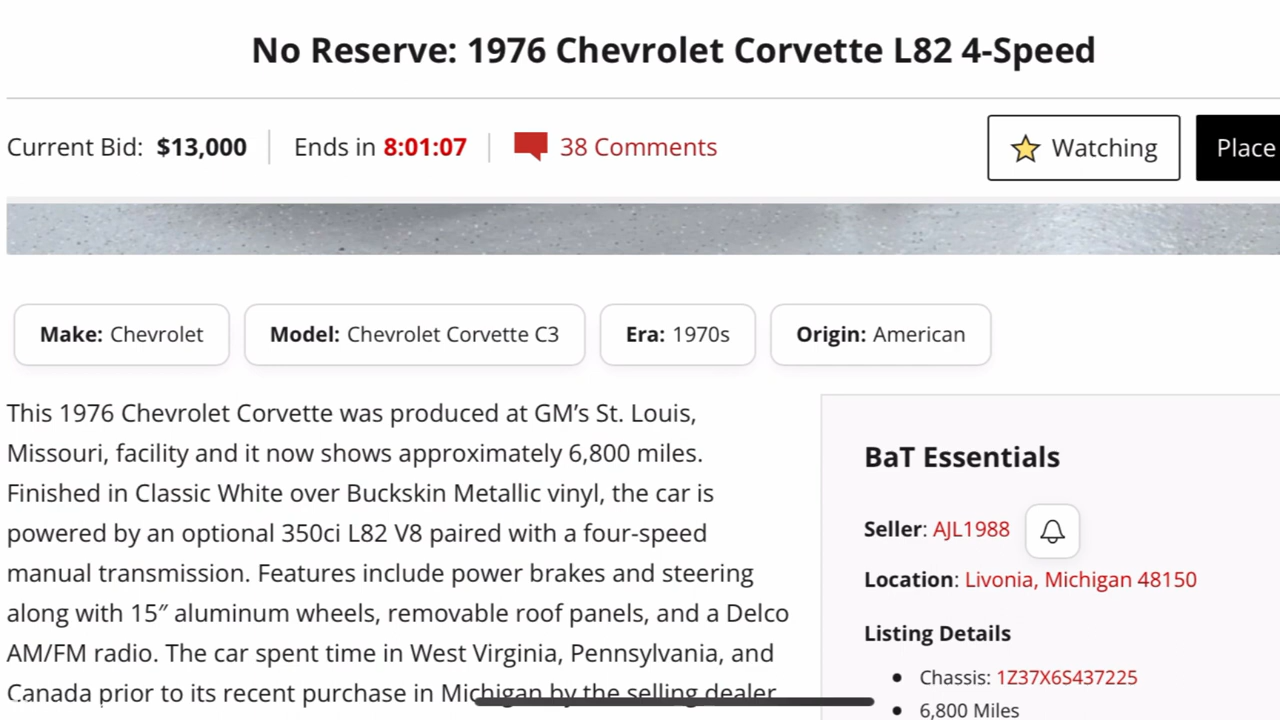 No Reserve: 1976 Chevrolet Corvette L82 4-Speed
Current Bid: $13,000 Ends in 8:01:07 38 Comments Watching Place
Make: Chevrolet Model: Chevrolet Corvette C3 Era: 1970s Origin: American
This 1976 Chevrolet Corvette was produced at GM’s St. Louis,
Missouri, facility and it now shows approximately 6,800 miles.
Finished in Classic White over Buckskin Metallic vinyl, the car is
powered by an optional 350ci L82 V8 paired with a four-speed
manual transmission. Features include power brakes and steering
along with 15″ aluminum wheels, removable roof panels, and a Delco
AM/FM radio. The car spent time in West Virginia, Pennsylvania, and
Canada prior to its recent purchase in Michigan by the selling dealer
BaT Essentials
Seller: AJL1988
Location: Livonia, Michigan 48150
Listing Details
• Chassis: 1Z37X6S437225
• 6,800 Miles